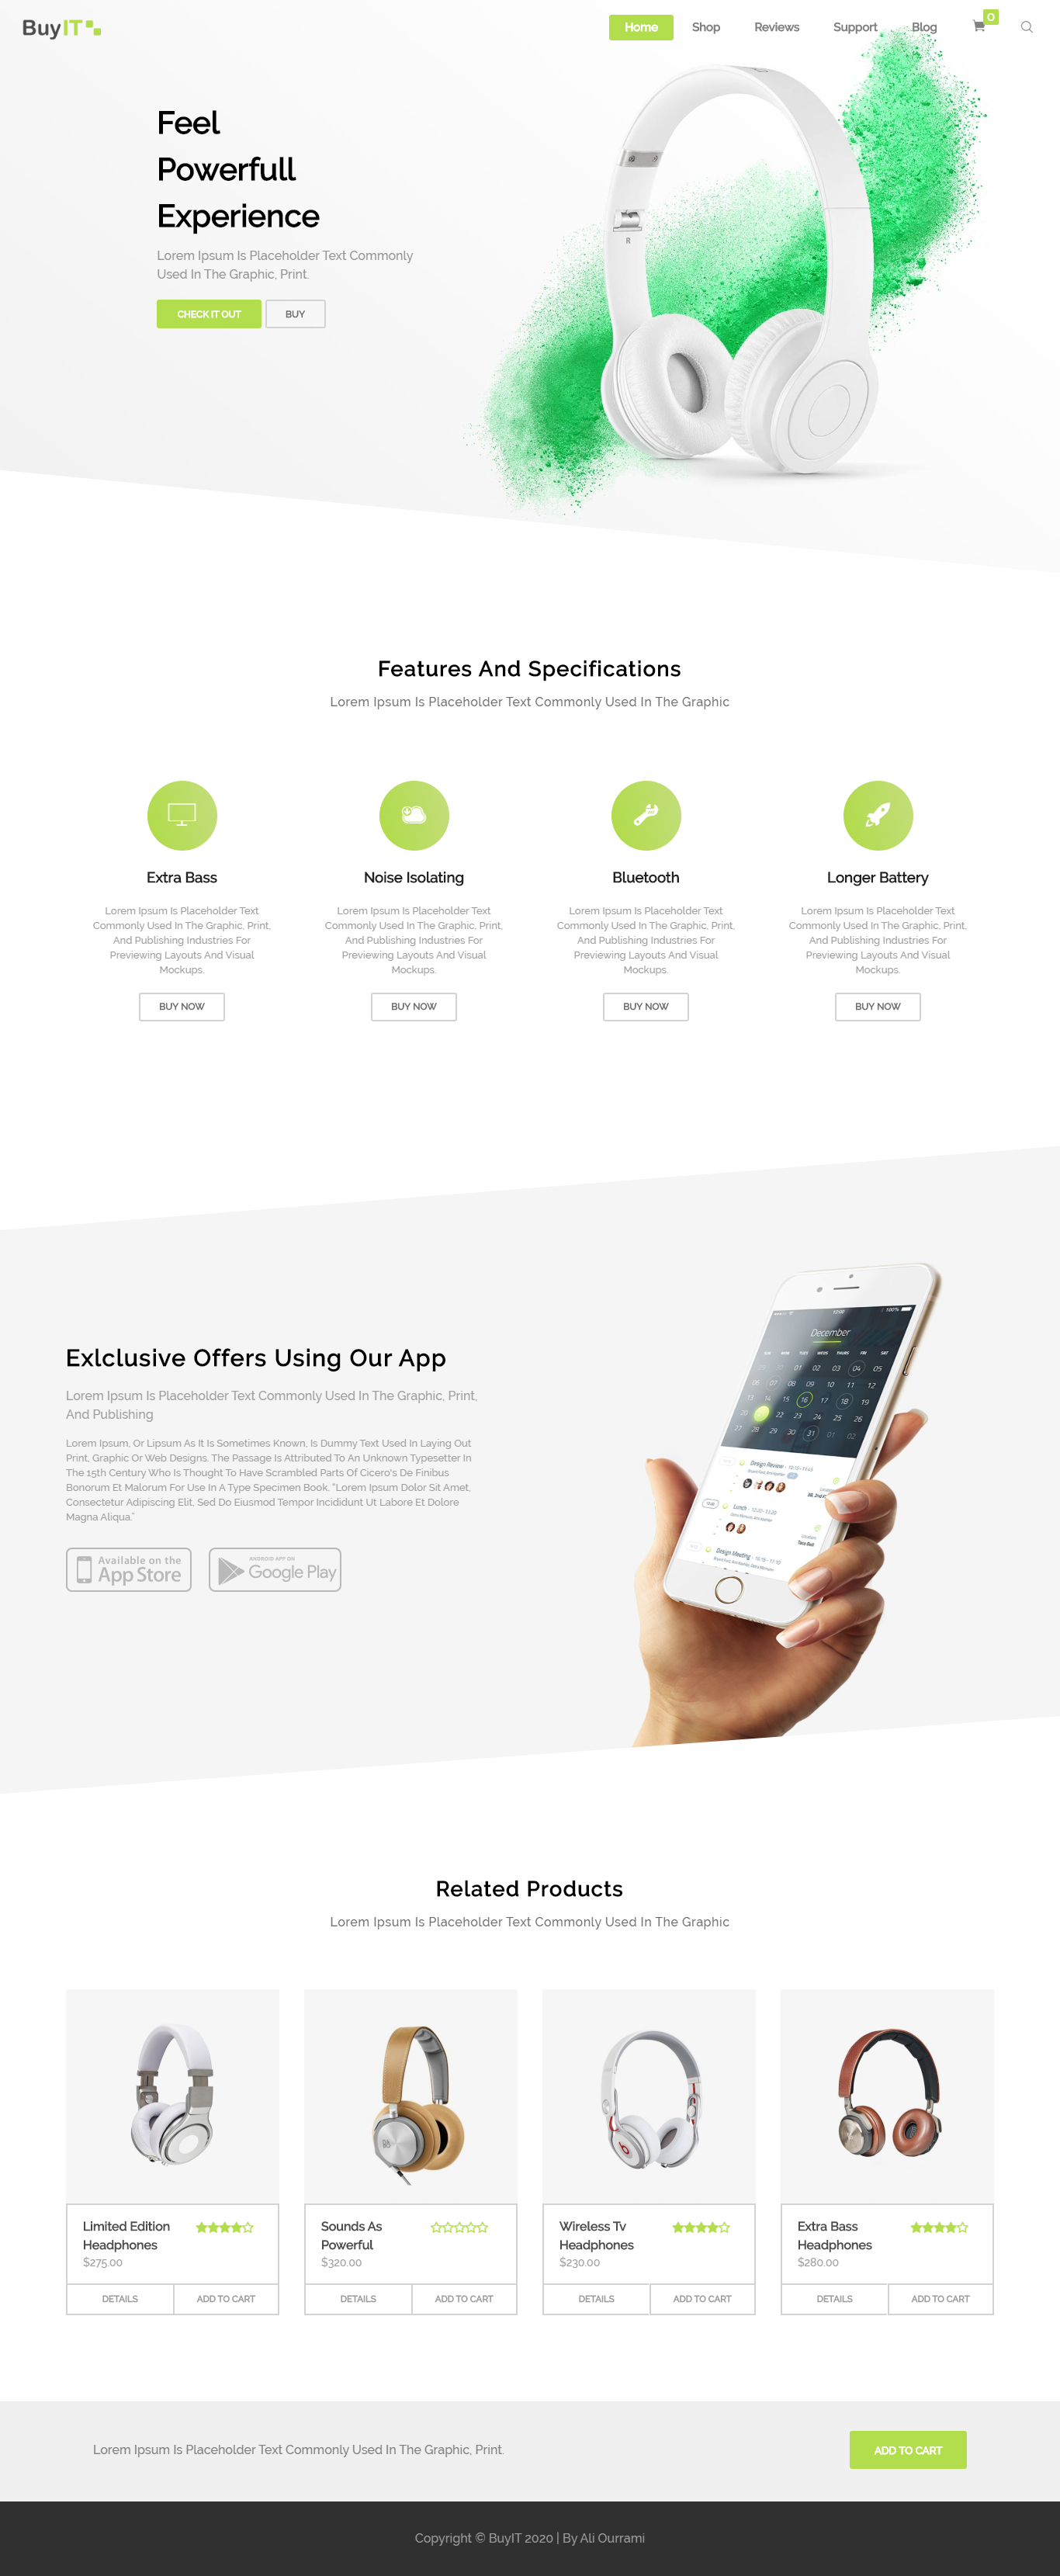 BuyIT
Home
Shop
Reviews
Support
Blog
0
Feel
Powerfull
Experience
Lorem Ipsum Is Placeholder Text Commonly
Used In The Graphic, Print.
CHECK IT OUT
BUY
R
Features And Specifications
Lorem Ipsum Is Placeholder Text Commonly Used In The Graphic
Extra Bass
Lorem Ipsum Is Placeholder Text
Commonly Used In The Graphic, Print,
And Publishing Industries For
Previewing Layouts And Visual
Mockups.
BUY NOW
Noise Isolating
Lorem Ipsum Is Placeholder Text
Commonly Used In The Graphic, Print,
And Publishing Industries For
Previewing Layouts And Visual
Mockups.
BUY NOW
Bluetooth
Lorem Ipsum Is Placeholder Text
Commonly Used In The Graphic, Print,
And Publishing Industries For
Previewing Layouts And Visual
Mockups.
BUY NOW
Longer Battery
Lorem Ipsum Is Placeholder Text
Commonly Used In The Graphic, Print,
And Publishing Industries For
Previewing Layouts And Visual
Mockups.
BUY NOW
Exlclusive Offers Using Our App
Lorem Ipsum Is Placeholder Text Commonly Used In The Graphic, Print,
And Publishing
Lorem Ipsum, Or Lipsum As It Is Sometimes Known, Is Dummy Text Used In Laying Out
Print, Graphic Or Web Designs. The Passage Is Attributed To An Unknown Typesetter In
The 15th Century Who Is Thought To Have Scrambled Parts Of Cicero's De Finibus
Bonorum Et Malorum For Use In A Type Specimen Book. "Lorem Ipsum Dolor Sit Amet,
Consectetur Adipiscing Elit, Sed Do Eiusmod Tempor Incididunt Ut Labore Et Dolore
Magna Aliqua."
Available on the
App Store
ANDROID APP ON
Google Play
100%
December
SUN MON TUES WED THURS FRI SAT
Design Review
Lunch
Design Meeting
Related Products
Lorem Ipsum Is Placeholder Text Commonly Used In The Graphic
Limited Edition
Headphones
$275.00
DETAILS
ADD TO CART
Sounds As
Powerful
$320.00
DETAILS
ADD TO CART
Wireless Tv
Headphones
$230.00
DETAILS
ADD TO CART
Extra Bass
Headphones
$280.00
DETAILS
ADD TO CART
Lorem Ipsum Is Placeholder Text Commonly Used In The Graphic, Print.
ADD TO CART
Copyright © BuyIT 2020 | By Ali Ourrami